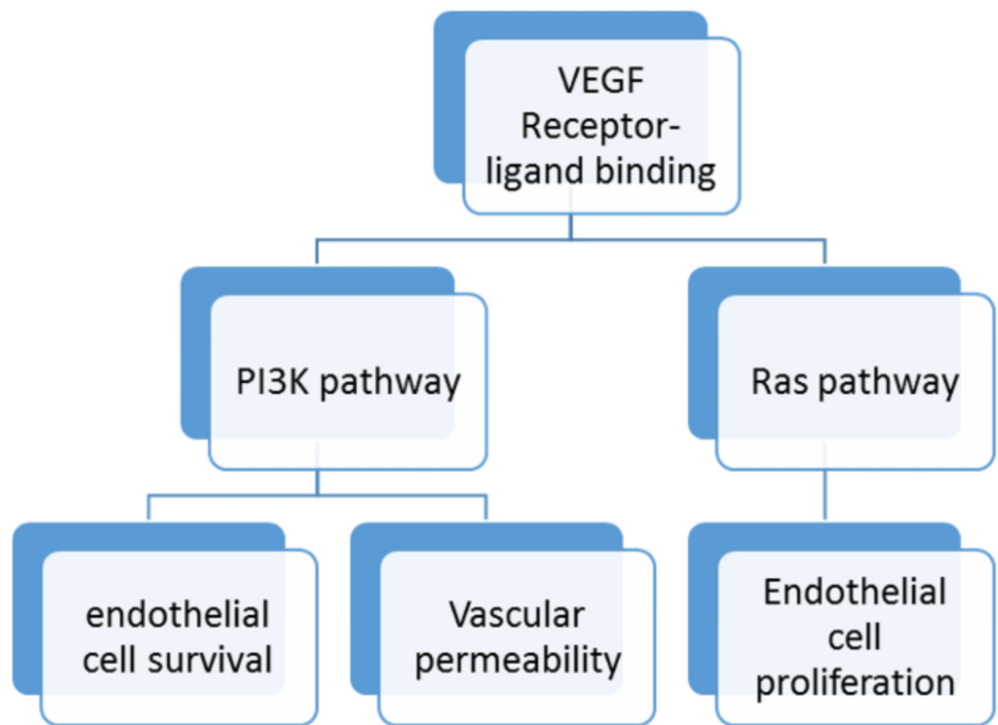 VEGF
Receptor-
ligand binding
PI3K pathway
Ras pathway
endothelial
cell survival
Vascular
permeability
Endothelial
cell
proliferation